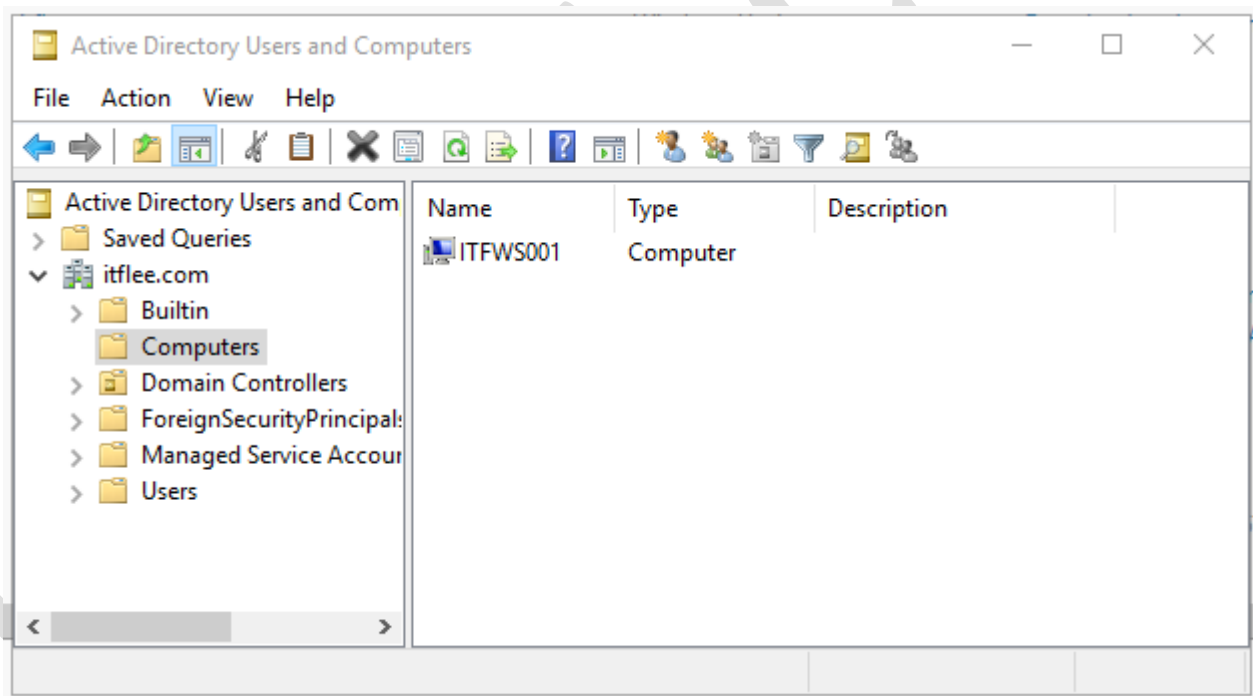 Active Directory Users and Computers
File Action View Help
Active Directory Users and Com
Name Type Description
Saved Queries
ITFWS001 Computer
itflee.com
Builtin
Computers
Domain Controllers
ForeignSecurityPrincipals
Managed Service Accour
Users